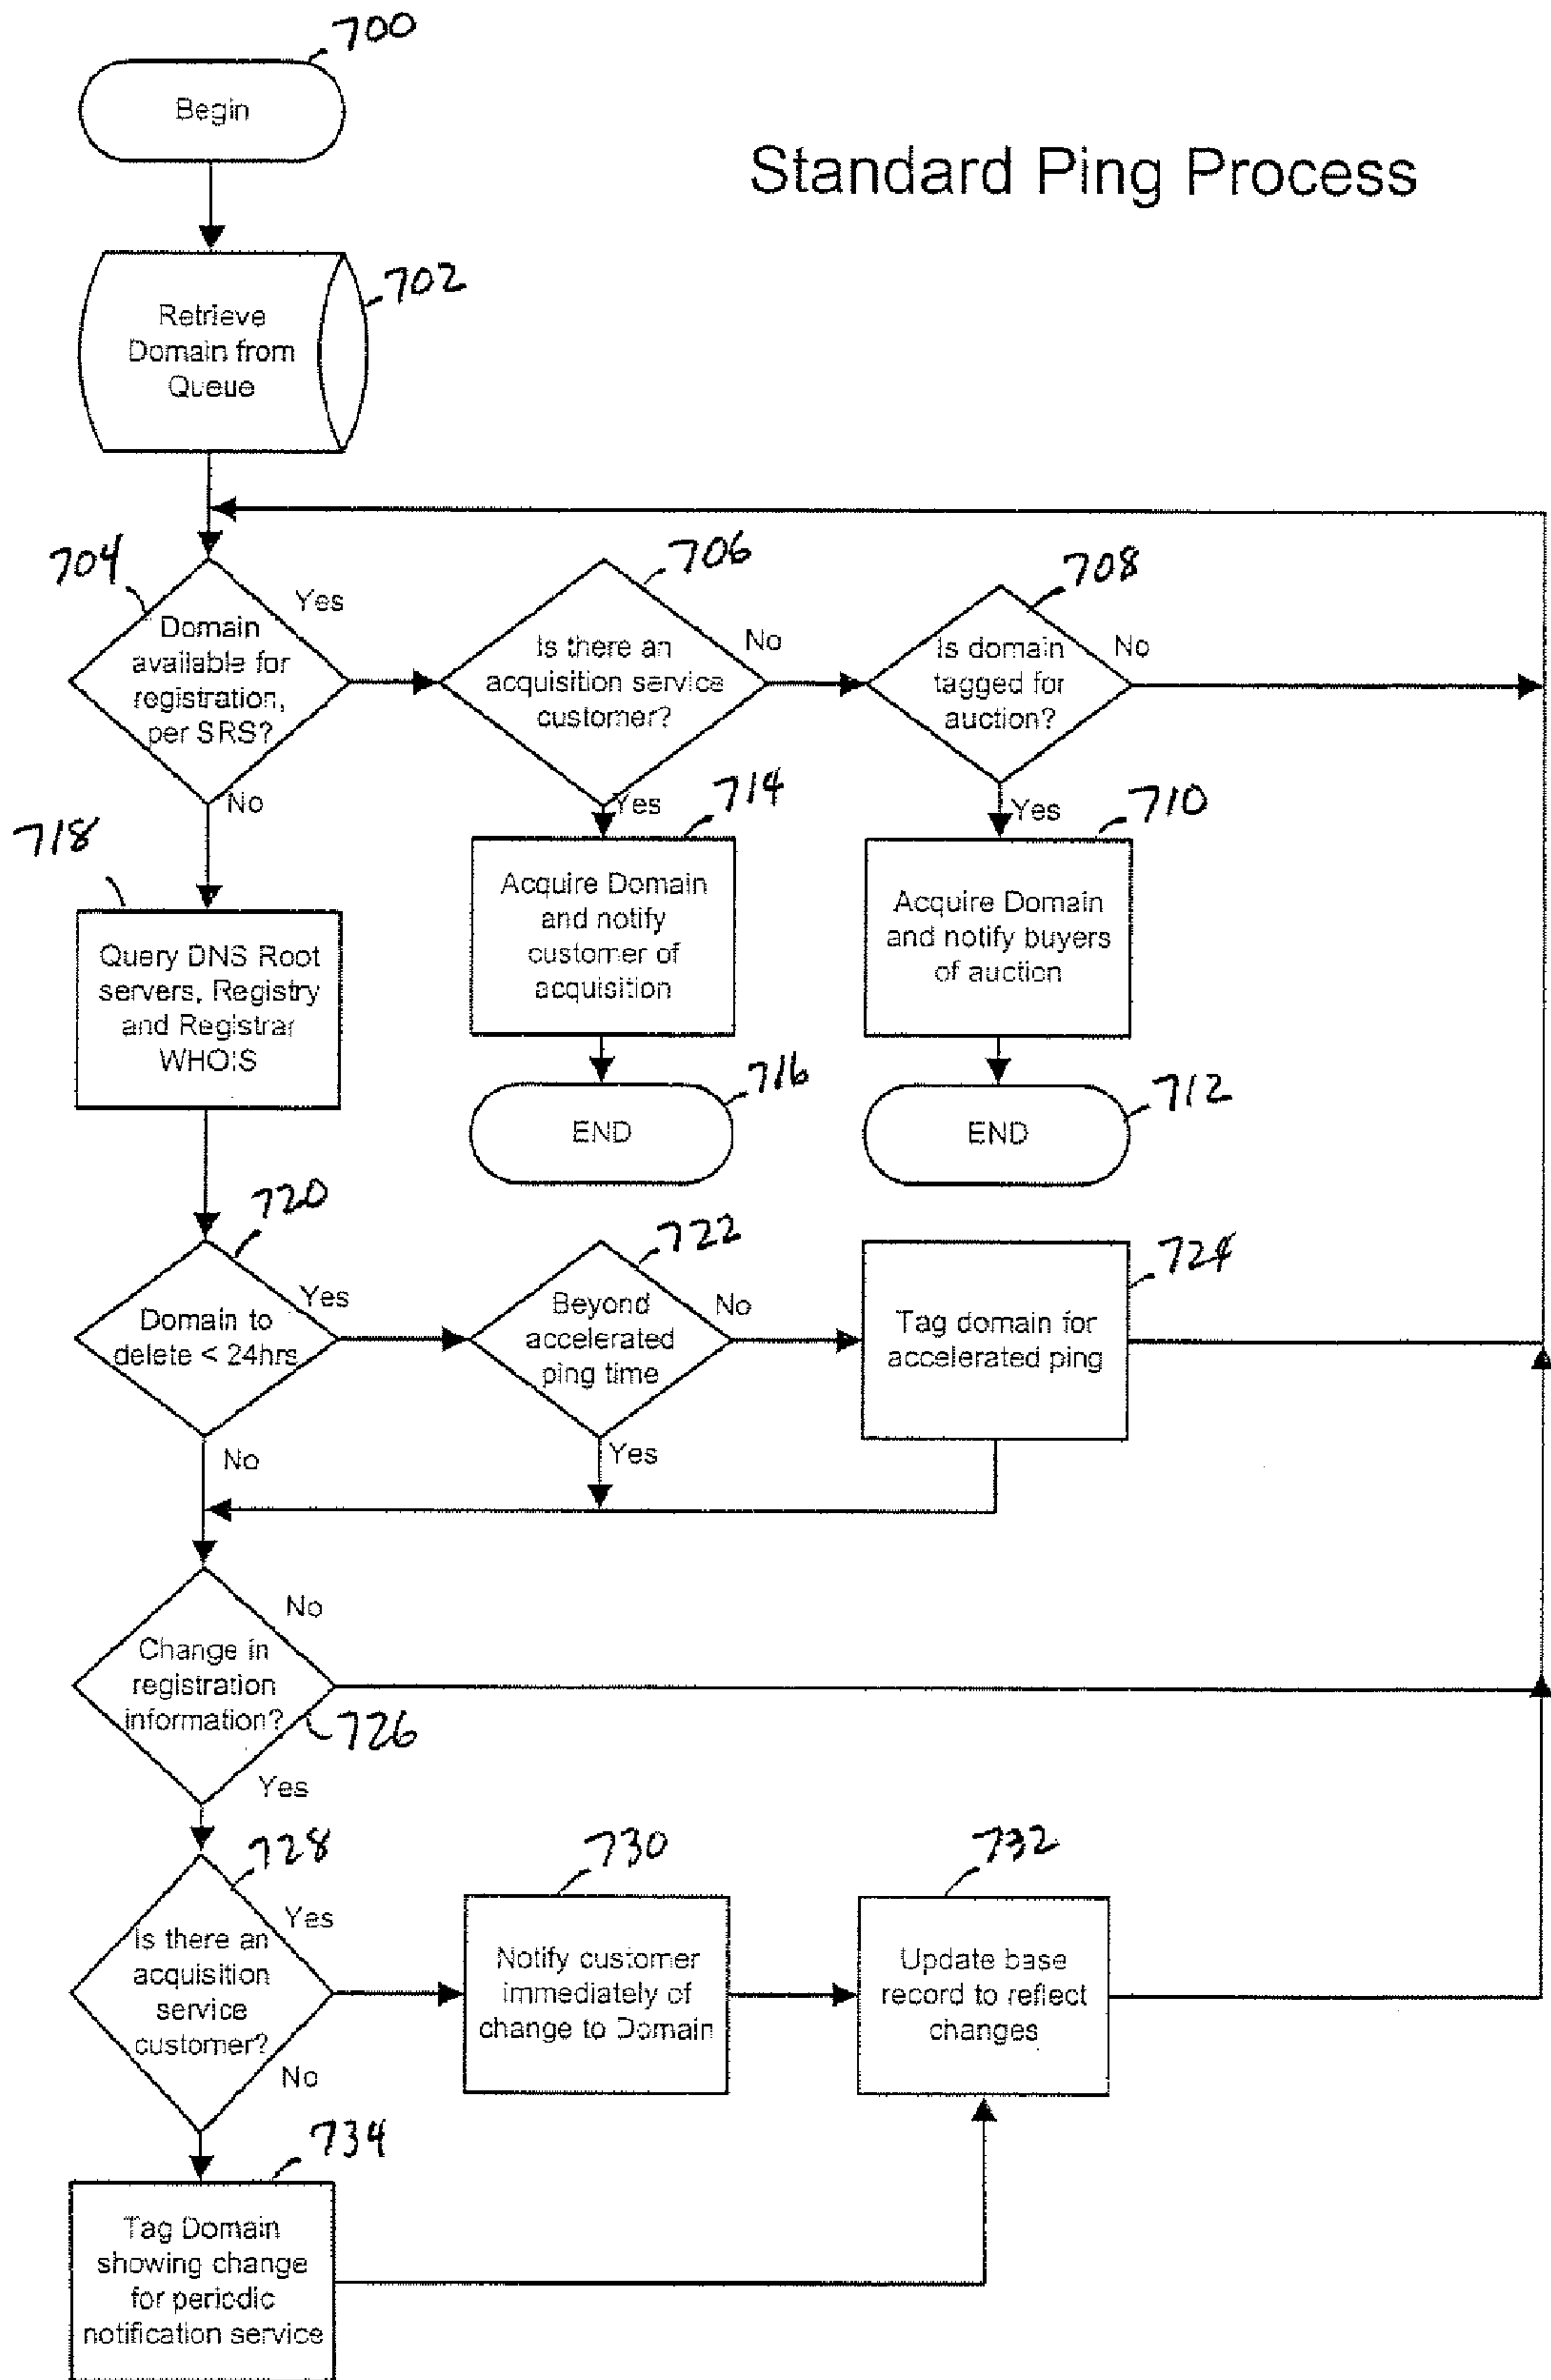 700
Begin
Standard Ping Process
702
Retrieve
Domain from
Queue
704
Yes
Domain
available for
registration,
per SRS?
No
706
Is there an
acquisition service
customer?
No
Yes
708
Is domain
tagged for
auction?
No
Yes
718
Query DNS Root
servers, Registry
and Registrar
WHOIS
714
Acquire Domain
and notify
customer of
acquisition
710
Acquire Domain
and notify buyers
of auction
716
END
712
END
720
Yes
Domain to
delete < 24hrs
No
722
Beyond
accelerated
ping time
No
Yes
724
Tag domain for
accelerated ping
No
Change in
registration
information?
726
Yes
728
Yes
Is there an
acquisition
service
customer?
No
730
Notify customer
immediately of
change to Domain
732
Update base
record to reflect
changes
734
Tag Domain
showing change
for periodic
notification service